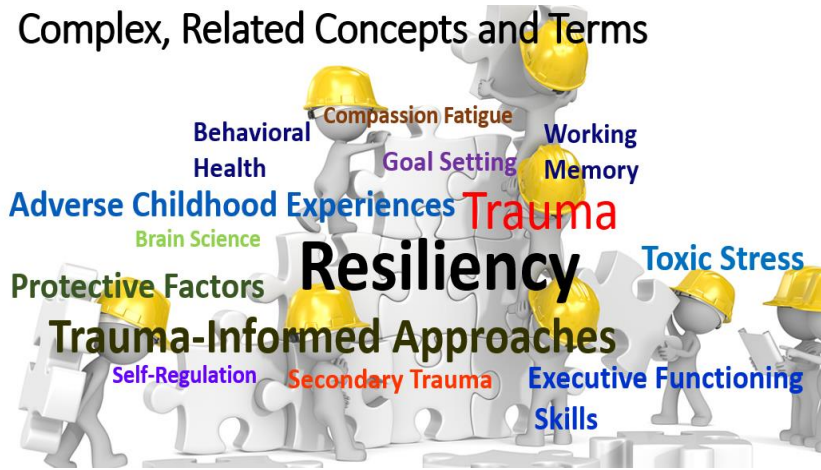 Complex, Related Concepts and Terms
Compassion Fatigue
Behavioral
Health
Working
Memory
Goal Setting
Adverse Childhood Experiences
Trauma
Brain Science
Resiliency
Toxic Stress
Protective Factors
Trauma-Informed Approaches
Self-Regulation
Secondary Trauma
Executive Functioning
Skills